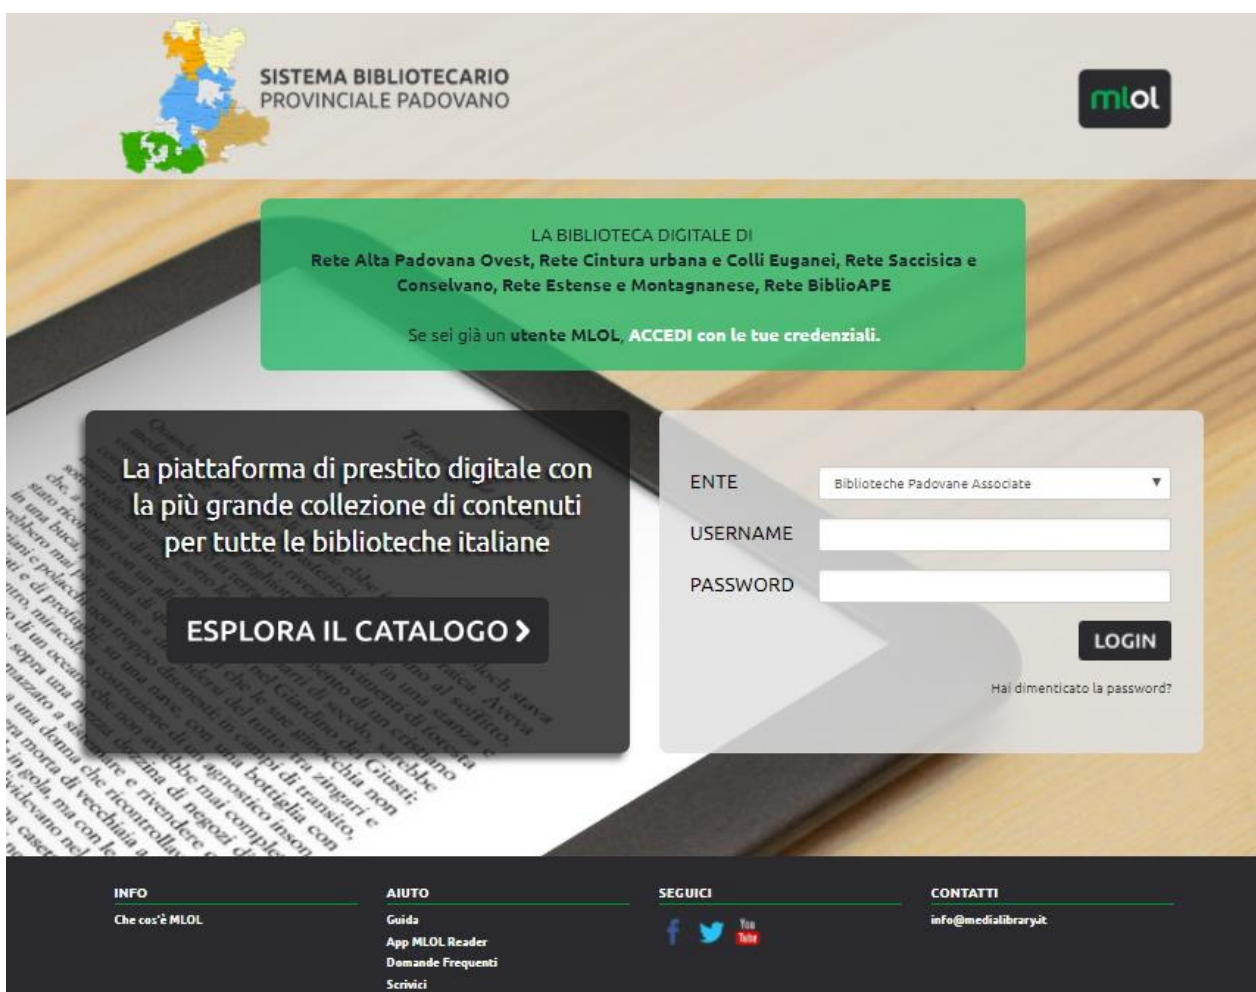 SISTEMA BIBLIOTECARIO
PROVINCIALE PADOVANO
mlol
LA BIBLIOTECA DIGITALE DI
Rete Alta Padovana Ovest, Rete Cintura urbana e Colli Euganei, Rete Saccisica e
Conselvano, Rete Estense e Montagnanese, Rete BiblioAPE
Se sei già un utente MLOL, ACCEDI con le tue credenziali.
La piattaforma di prestito digitale con
la più grande collezione di contenuti
per tutte le biblioteche italiane
ESPLORA IL CATALOGO
ENTE
Biblioteche Padovane Associate
USERNAME
PASSWORD
LOGIN
Hai dimenticato la password?
INFO
Che cos'è MLOL
AIUTO
Guida
App MLOL Reader
Domande Frequenti
Scrivici
SEGUICI
You
Tube
CONTATTI
info@medialibrary.it